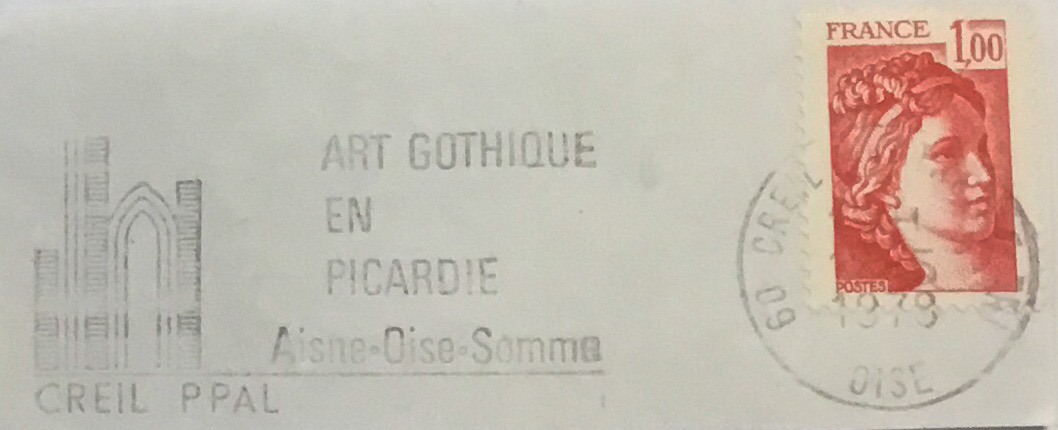 FRANCE
1,00
POSTES
ART GOTHIQUE
EN
PICARDIE
Aisne-Oise-Somme
CREIL PPAL
60 CREIL
1979
OISE